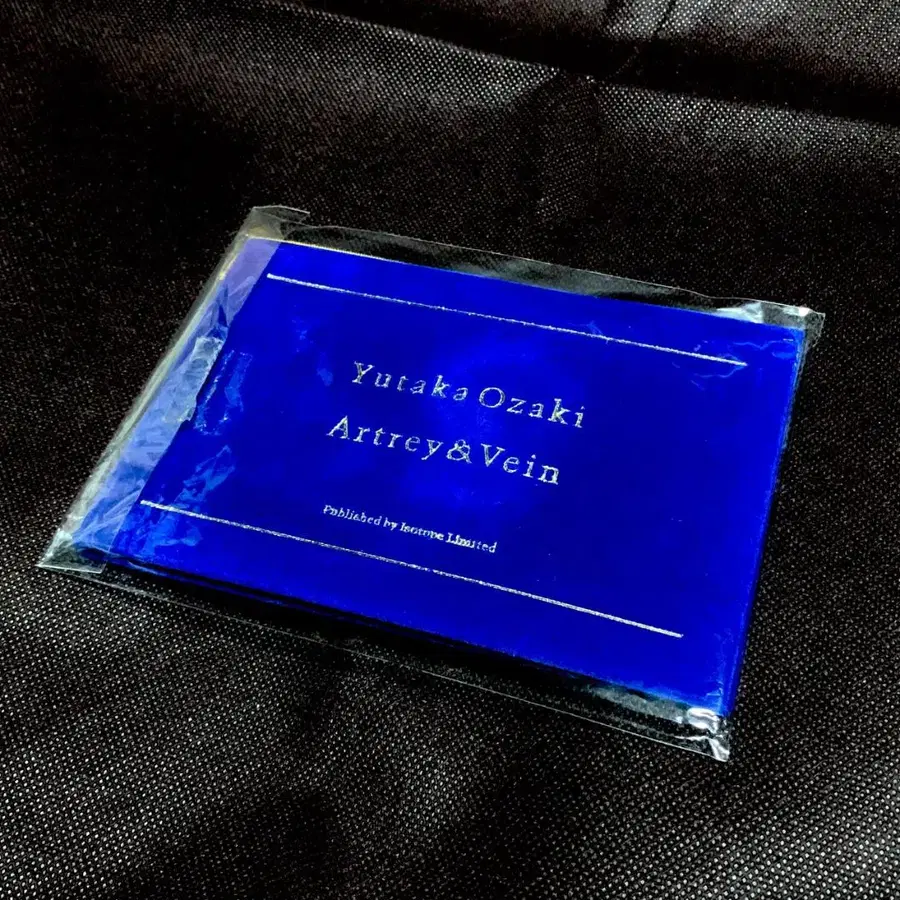 Yutaka Ozaki
Artrey&Vein
Published by Isotope Limited